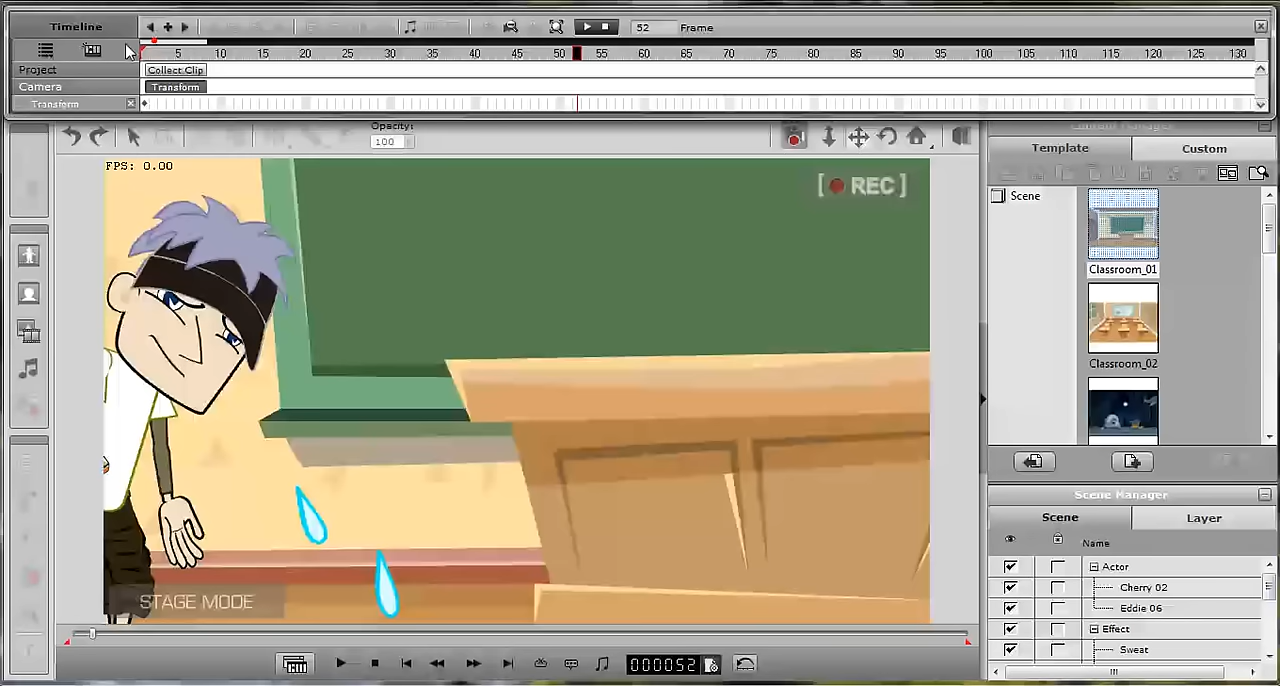 Timeline
52 Frame
5 10 15 20 25 30 35 40 45 50 55 60 65 70 75 80 85 90 95 100 105 110 115 120 125 130
Project
Collect Clip
Camera
Transform
Transform
Opacity:
100
Content Manager
Template
Custom
FPS: 0.00
[ REC ]
Scene
Classroom_01
Classroom_02
Scene Manager
Scene
Layer
Name
Actor
Cherry 02
Eddie 06
Effect
Sweat
STAGE MODE
000052